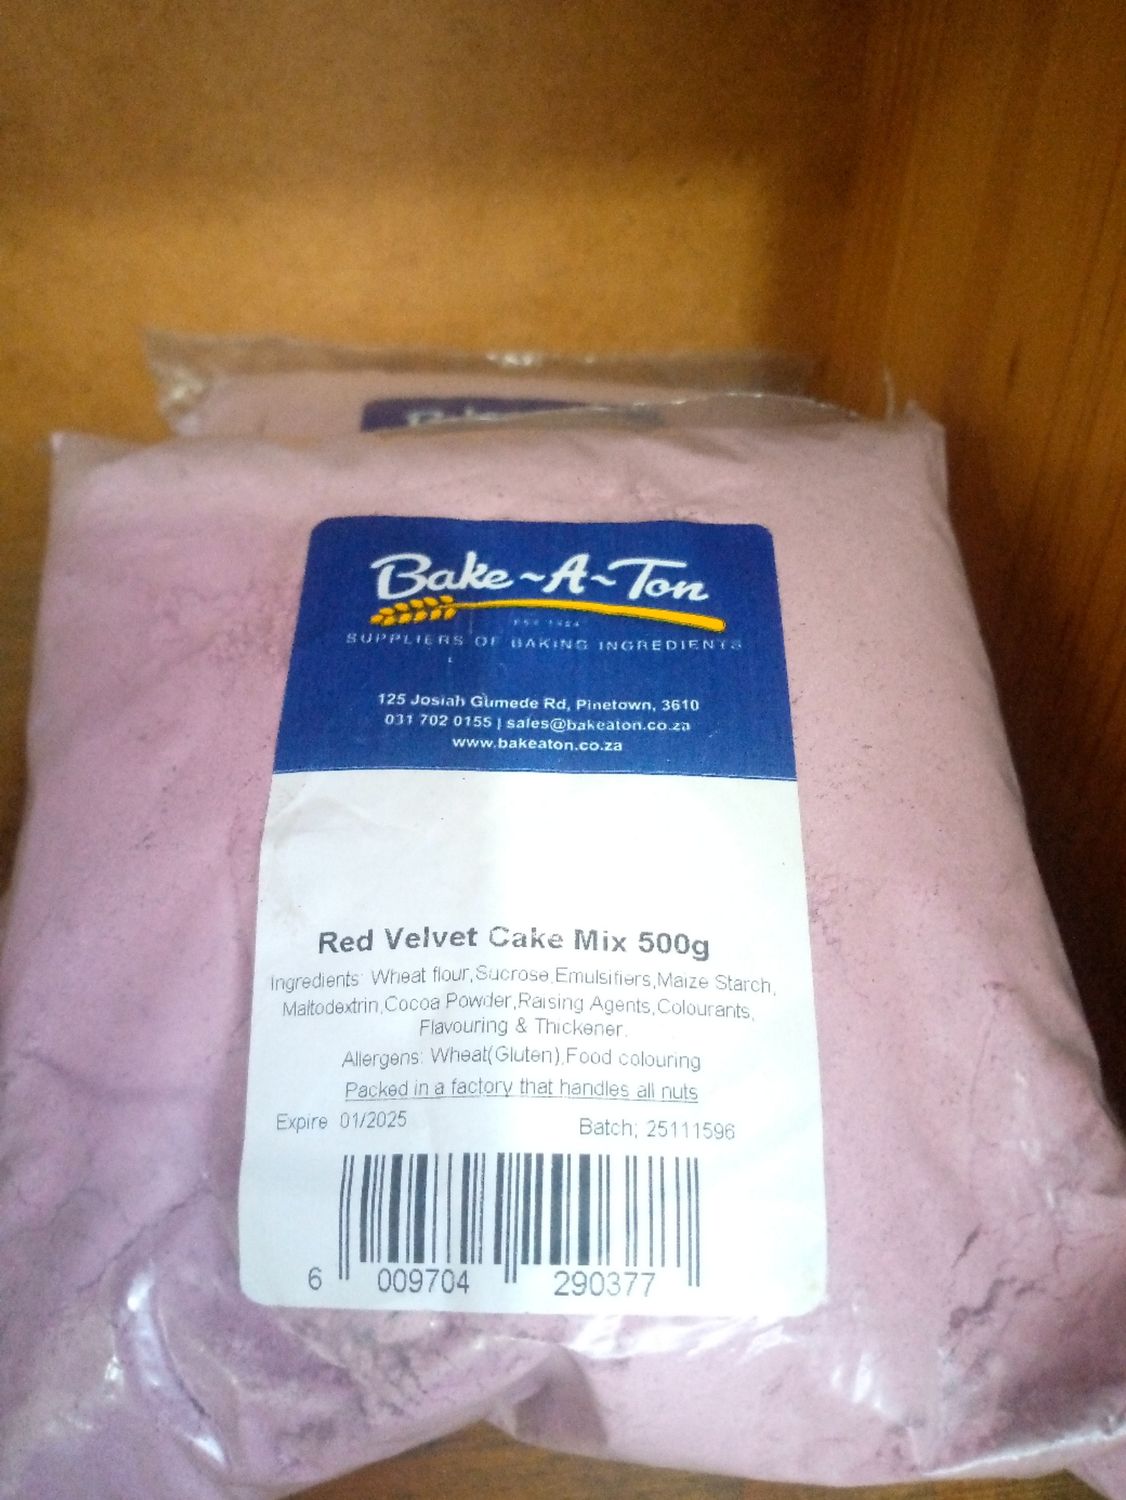 Bake~A~Ton
SUPPLIERS OF BAKING INGREDIENTS
125 Josiah Gumede Rd, Pinetown, 3610
031 702 0155 | sales@bakeaton.co.za
www.bakeaton.co.za
Red Velvet Cake Mix 500g
Ingredients: Wheat flour,Sucrose,Emulsifiers,Maize Starch,
Maltodextrin,Cocoa Powder,Raising Agents,Colourants,
Flavouring & Thickener.
Allergens: Wheat(Gluten),Food colouring
Packed in a factory that handles all nuts
Expire 01/2025 Batch; 25111596
6 009704 290377